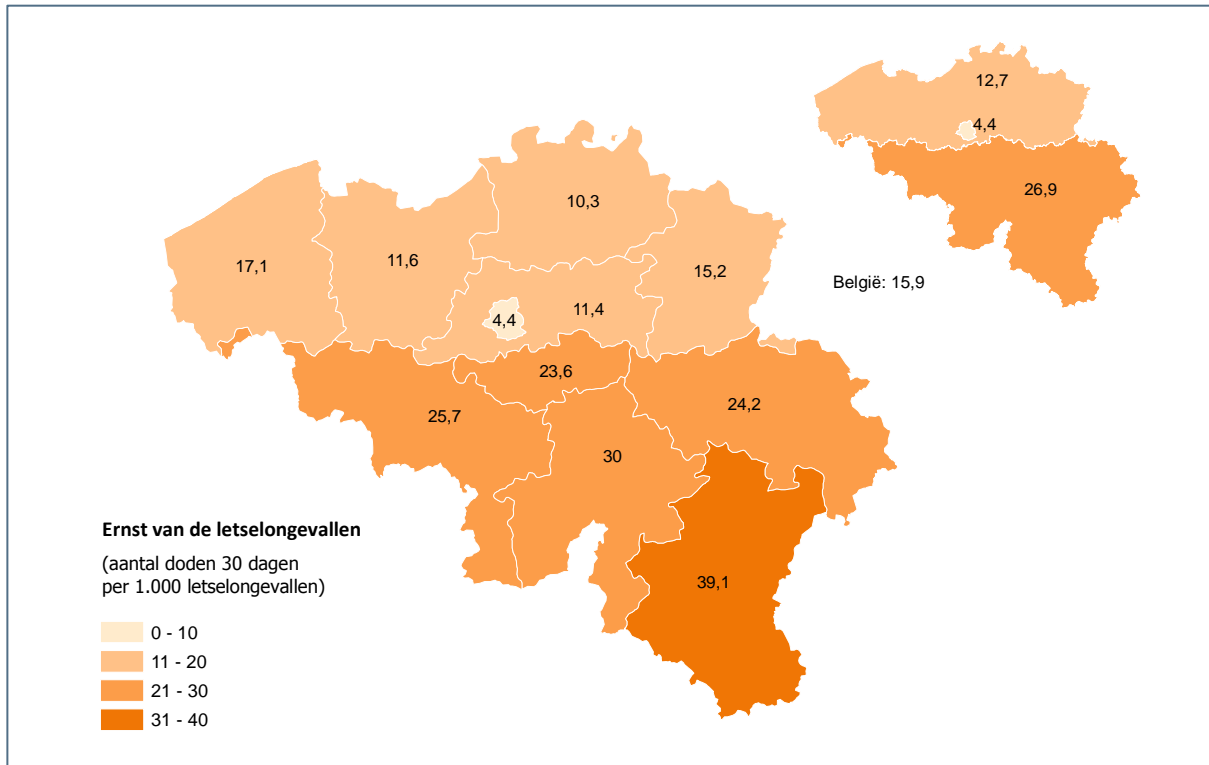 12,7
4,4
26,9
België: 15,9
10,3
17,1
11,6
15,2
11,4
4,4
23,6
24,2
25,7
30
39,1
Ernst van de letselongevallen
(aantal doden 30 dagen
per 1.000 letselongevallen)
0 - 10
11 - 20
21 - 30
31 - 40